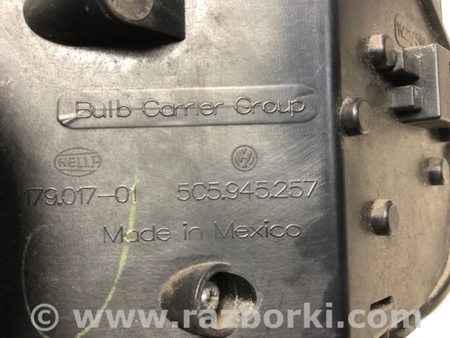 Bulb Carrier Group
HELLA
179.017-01 5C5.945.257
Made in Mexico
www.razborki.com